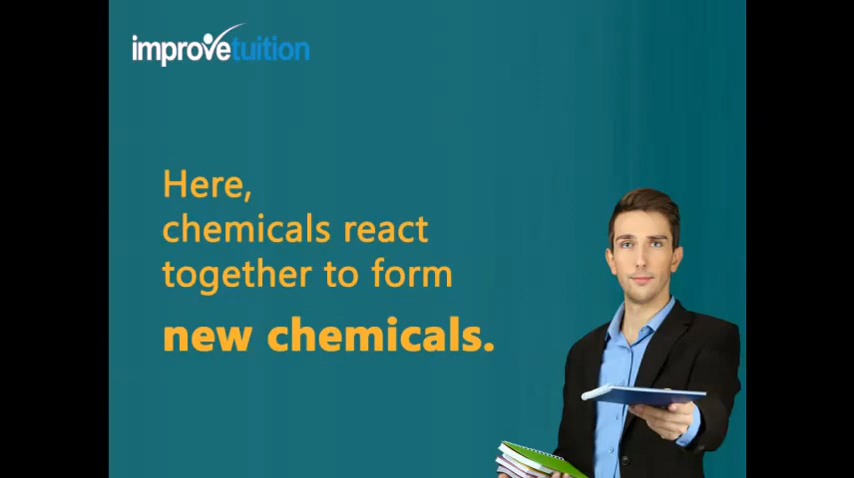 improvetuition
Here,
chemicals react
together to form
new chemicals.